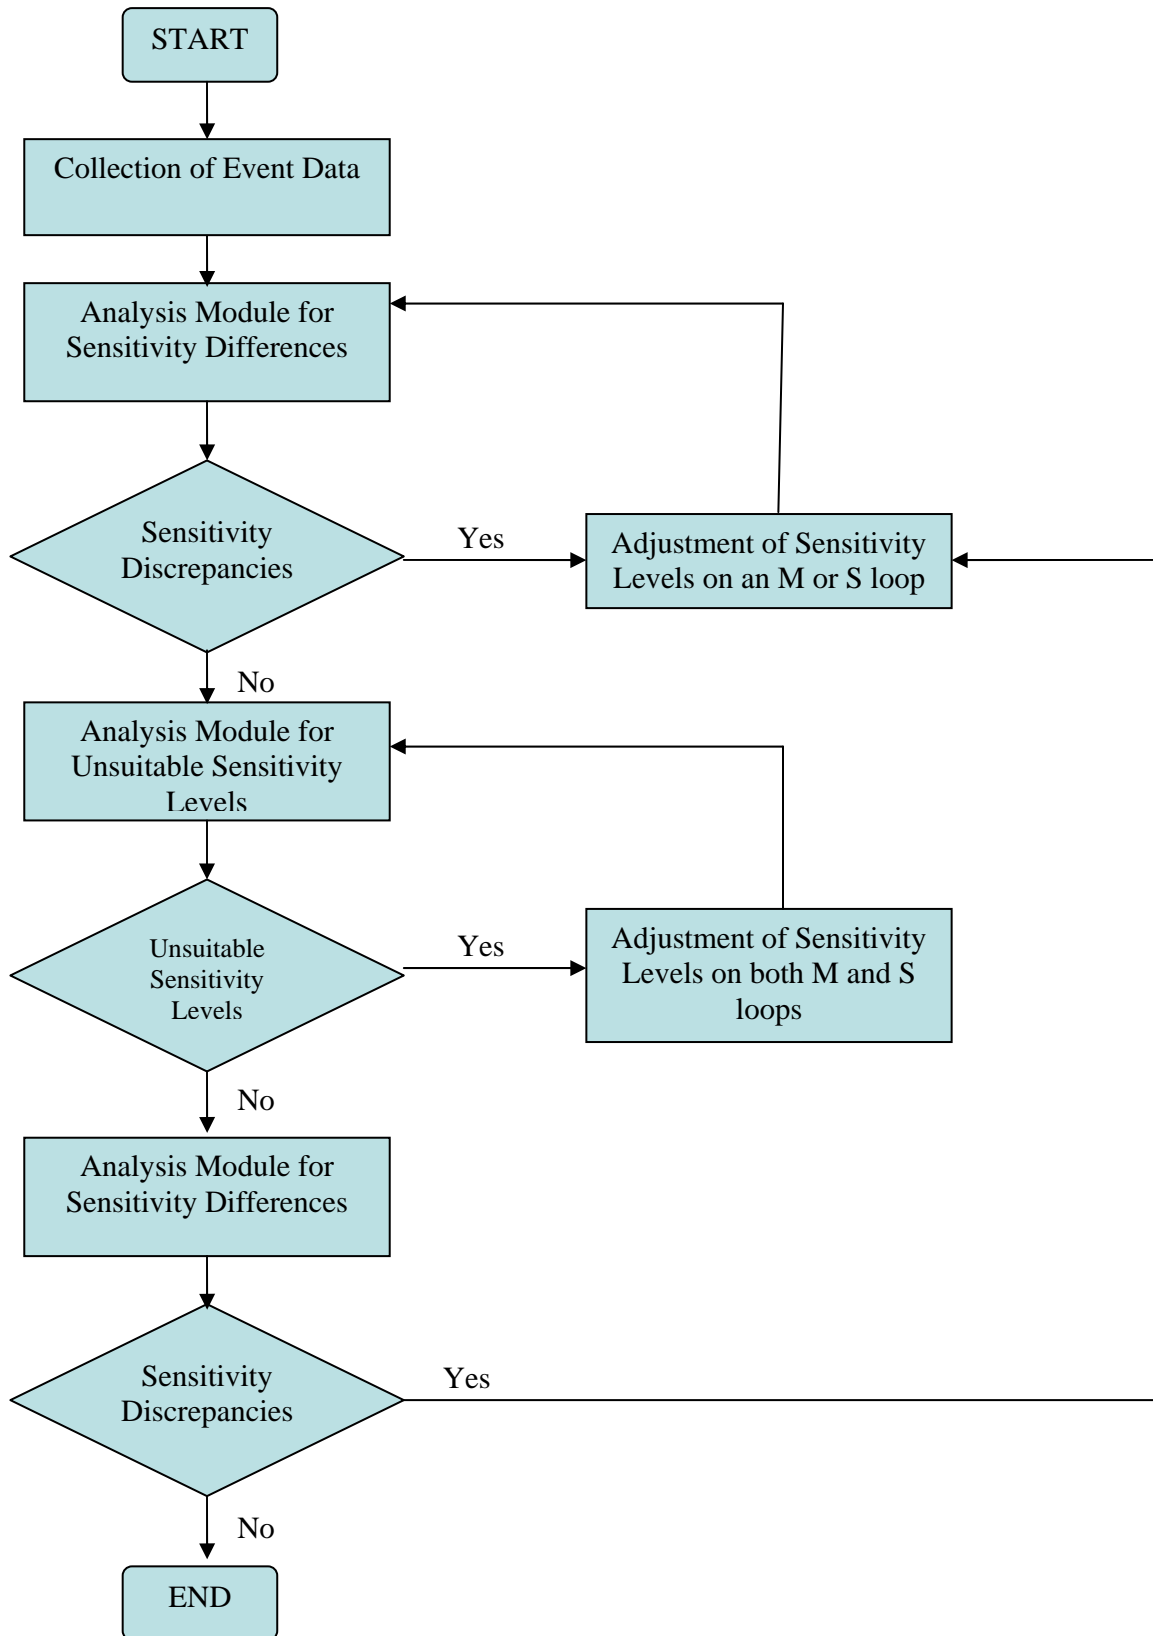 START
Collection of Event Data
Analysis Module for
Sensitivity Differences
Sensitivity
Discrepancies
Yes
Adjustment of Sensitivity
Levels on an M or S loop
No
Analysis Module for
Unsuitable Sensitivity
Levels
Unsuitable
Sensitivity
Levels
Yes
Adjustment of Sensitivity
Levels on both M and S
loops
No
Analysis Module for
Sensitivity Differences
Sensitivity
Discrepancies
Yes
No
END